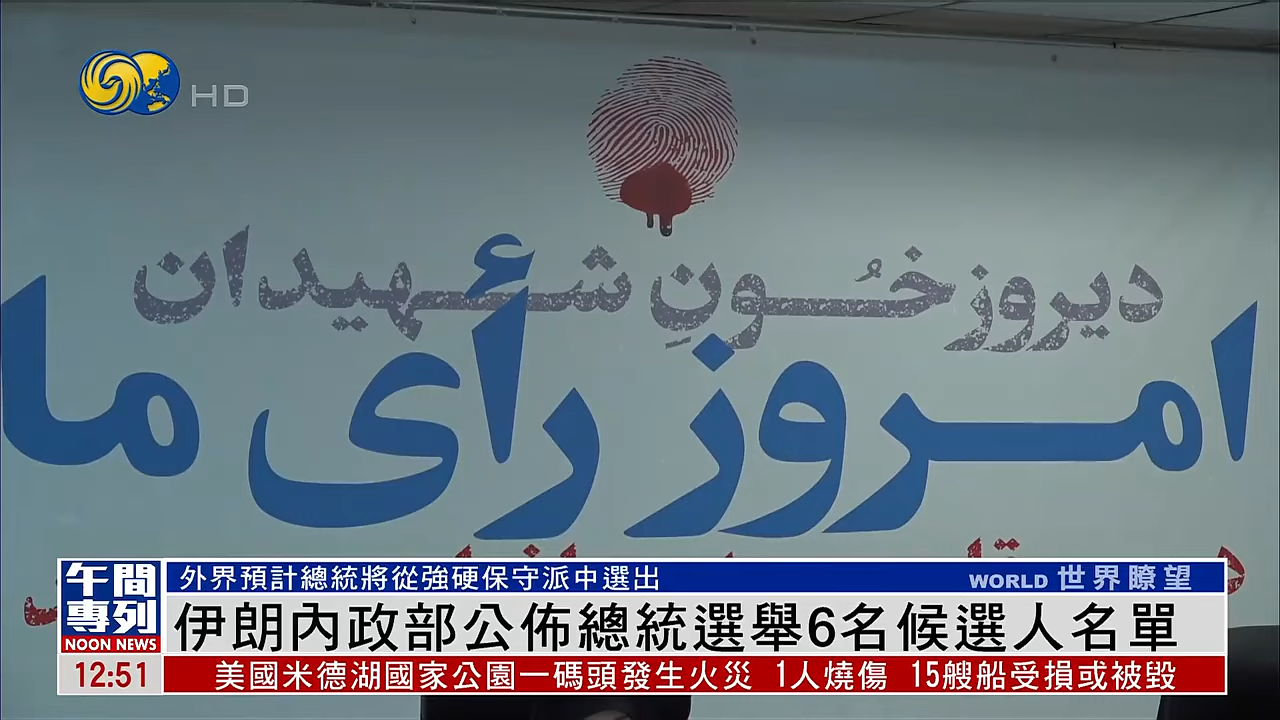 HD
دیروز خُونِ شهیدان
امروز رأی ما
午間專列
NOON NEWS
外界預計總統將從強硬保守派中選出
WORLD 世界瞭望
伊朗內政部公佈總統選舉6名候選人名單
12:51
美國米德湖國家公園一碼頭發生火災 1人燒傷 15艘船受損或被毀